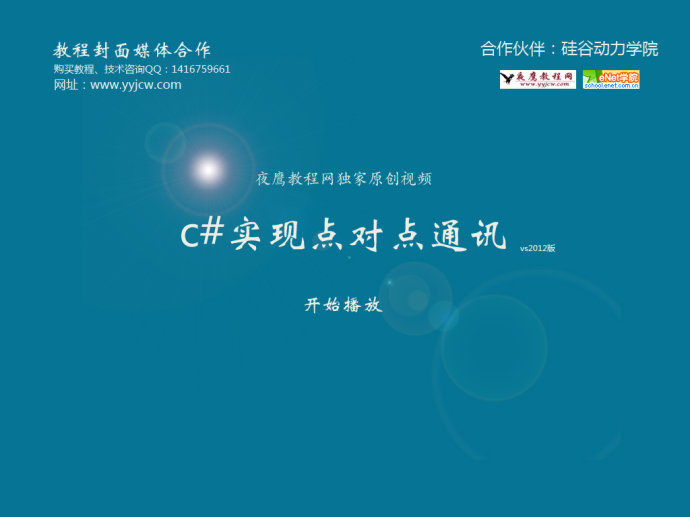 教程封面媒体合作
购买教程、技术咨询QQ：1416759661
网址：www.yyjcw.com
合作伙伴：硅谷动力学院
夜鹰教程网
www.yyjcw.com
eNet学院
school.enet.com.cn
夜鹰教程网独家原创视频
c#实现点对点通讯 vs2012版
开始播放